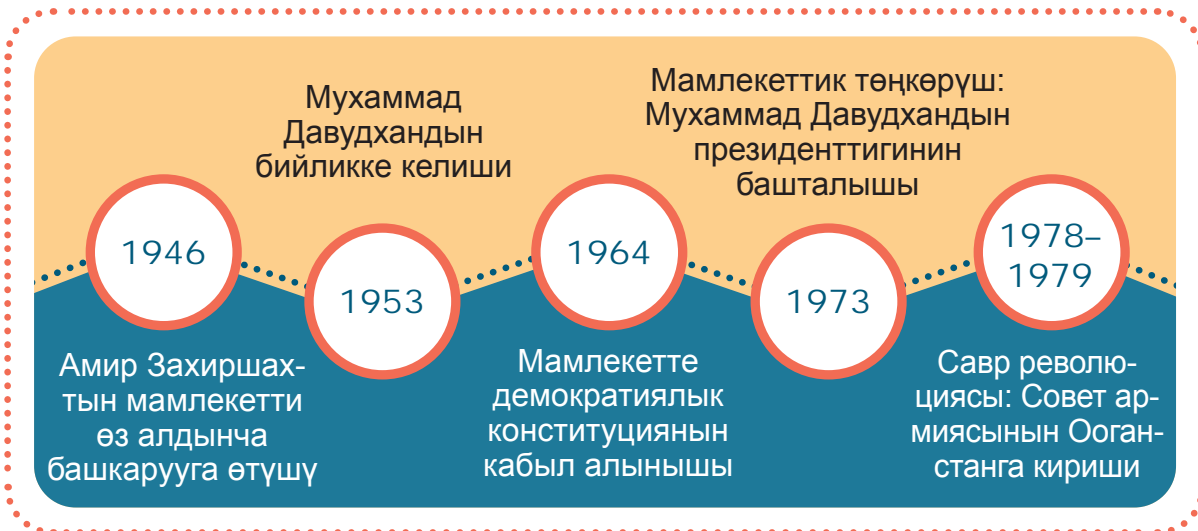 1946
Амир Захиршах-
тын мамлекетти
өз алдынча
башкарууга өтүшү
Мухаммад
Давудхандын
бийликке келиши
1953
1964
Мамлекетте
демократиялык
конституциянын
кабыл алынышы
Мамлекеттик төңкөрүш:
Мухаммад Давудхандын
президенттигинин
башталышы
1973
1978–
1979
Савр револю-
циясы: Совет ар-
миясынын Ооган-
станга кириши